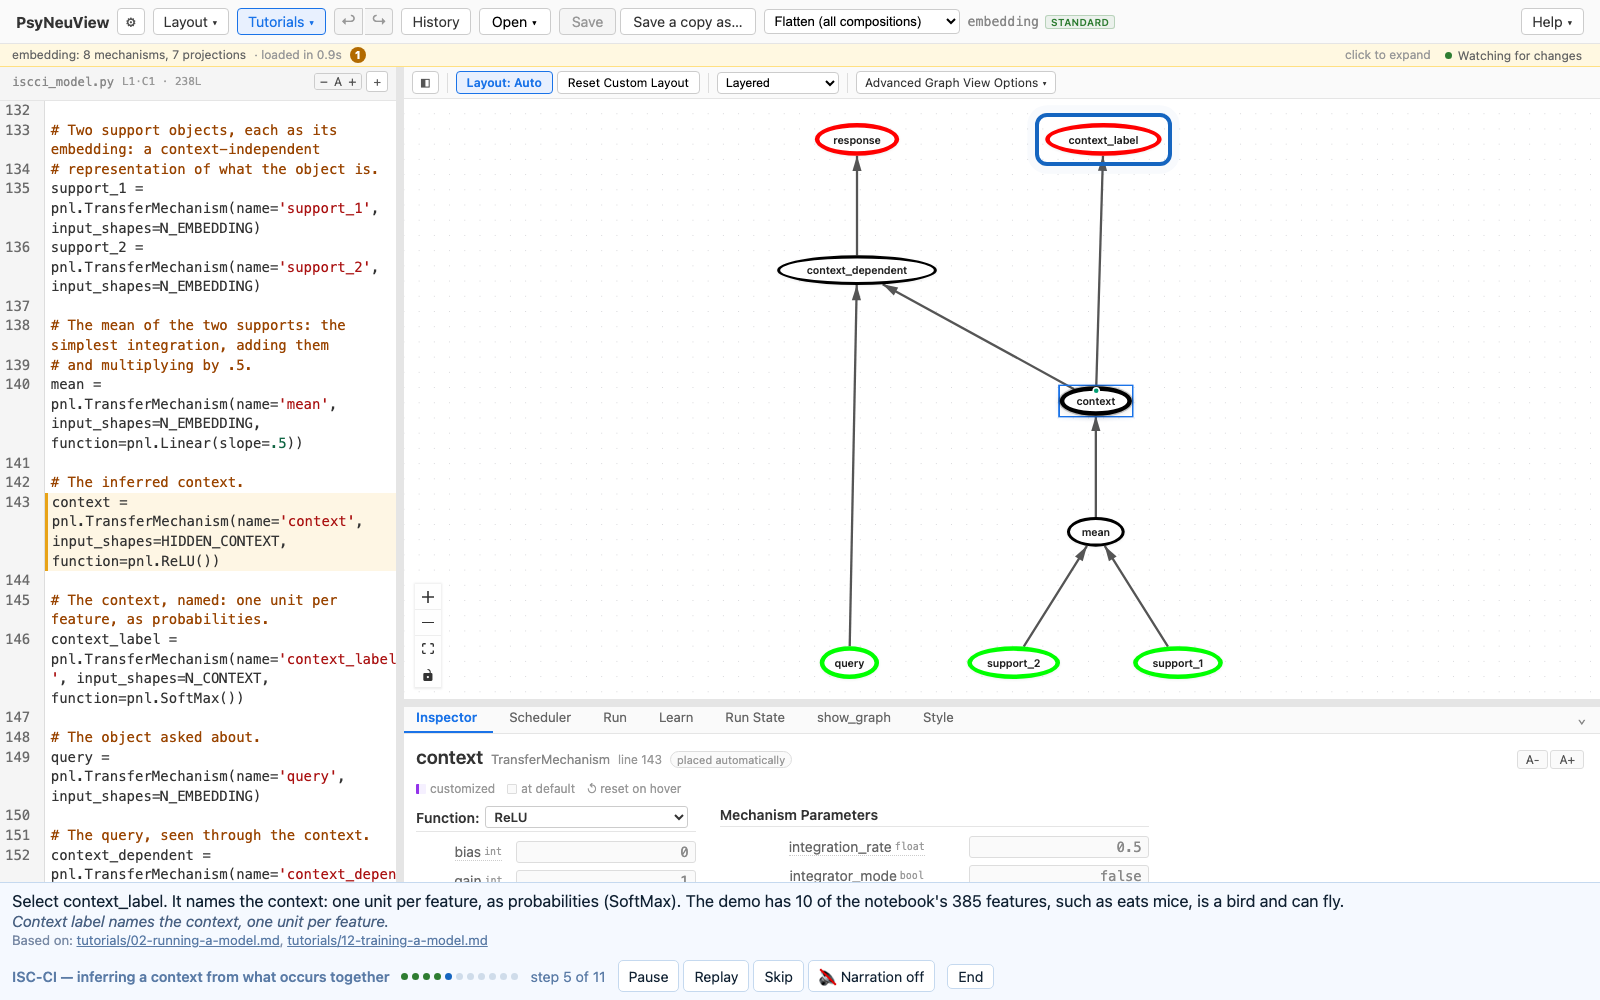 PsyNeuView ⚙ Layout ▾ Tutorials ▾ ↩ ↪ History Open ▾ Save Save a copy as... Flatten (all compositions) embedding STANDARD Help ▾
embedding: 8 mechanisms, 7 projections · loaded in 0.9s 1 click to expand ● Watching for changes
iscci_model.py L1:C1 · 238L − A + +
Layout: Auto Reset Custom Layout Layered Advanced Graph View Options ▾
132
133 # Two support objects, each as its
embedding: a context-independent
134 # representation of what the object is.
135 support_1 =
pnl.TransferMechanism(name='support_1',
input_shapes=N_EMBEDDING)
136 support_2 =
pnl.TransferMechanism(name='support_2',
input_shapes=N_EMBEDDING)
137
138 # The mean of the two supports: the
simplest integration, adding them
139 # and multiplying by .5.
140 mean =
pnl.TransferMechanism(name='mean',
input_shapes=N_EMBEDDING,
function=pnl.Linear(slope=.5))
141
142 # The inferred context.
143 context =
pnl.TransferMechanism(name='context',
input_shapes=HIDDEN_CONTEXT,
function=pnl.ReLU())
144
145 # The context, named: one unit per
feature, as probabilities.
146 context_label =
pnl.TransferMechanism(name='context_label
', input_shapes=N_CONTEXT,
function=pnl.SoftMax())
147
148 # The object asked about.
149 query =
pnl.TransferMechanism(name='query',
input_shapes=N_EMBEDDING)
150
151 # The query, seen through the context.
152 context_dependent =
pnl.TransferMechanism(name='context_depen
response
context_label
context_dependent
context
mean
query
support_2
support_1
Inspector Scheduler Run Learn Run State show_graph Style
context TransferMechanism line 143 placed automatically A- A+
customized at default reset on hover
Function: ReLU
bias int 0
gain int 1
Mechanism Parameters
integration_rate float 0.5
integrator_mode bool false
Select context_label. It names the context: one unit per feature, as probabilities (SoftMax). The demo has 10 of the notebook's 385 features, such as eats mice, is a bird and can fly.
Context label names the context, one unit per feature.
Based on: tutorials/02-running-a-model.md, tutorials/12-training-a-model.md
ISC-CI — inferring a context from what occurs together step 5 of 11 Pause Replay Skip Narration off End